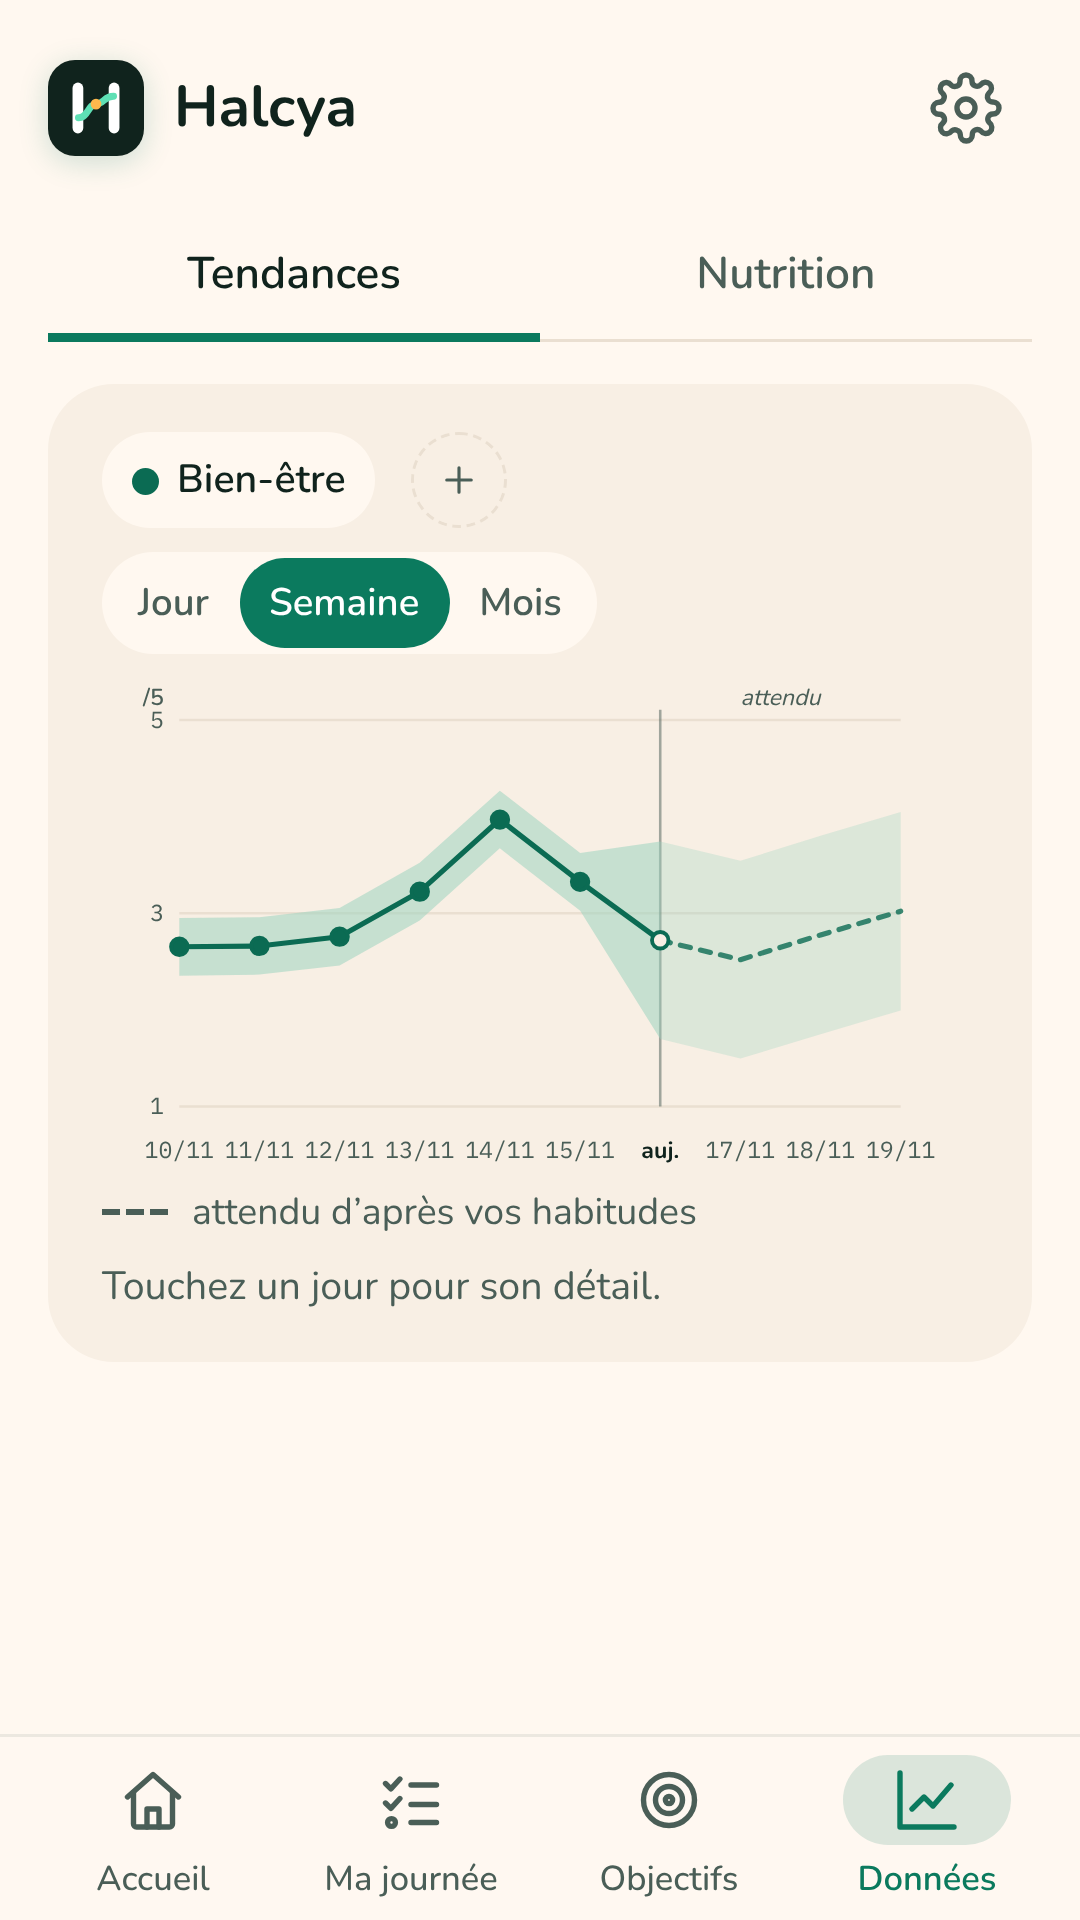 Halcya
Tendances Nutrition
Bien-être +
Jour Semaine Mois
/5 attendu
5
3
1
10/11 11/11 12/11 13/11 14/11 15/11 auj. 17/11 18/11 19/11
attendu d’après vos habitudes
Touchez un jour pour son détail.
Accueil Ma journée Objectifs Données